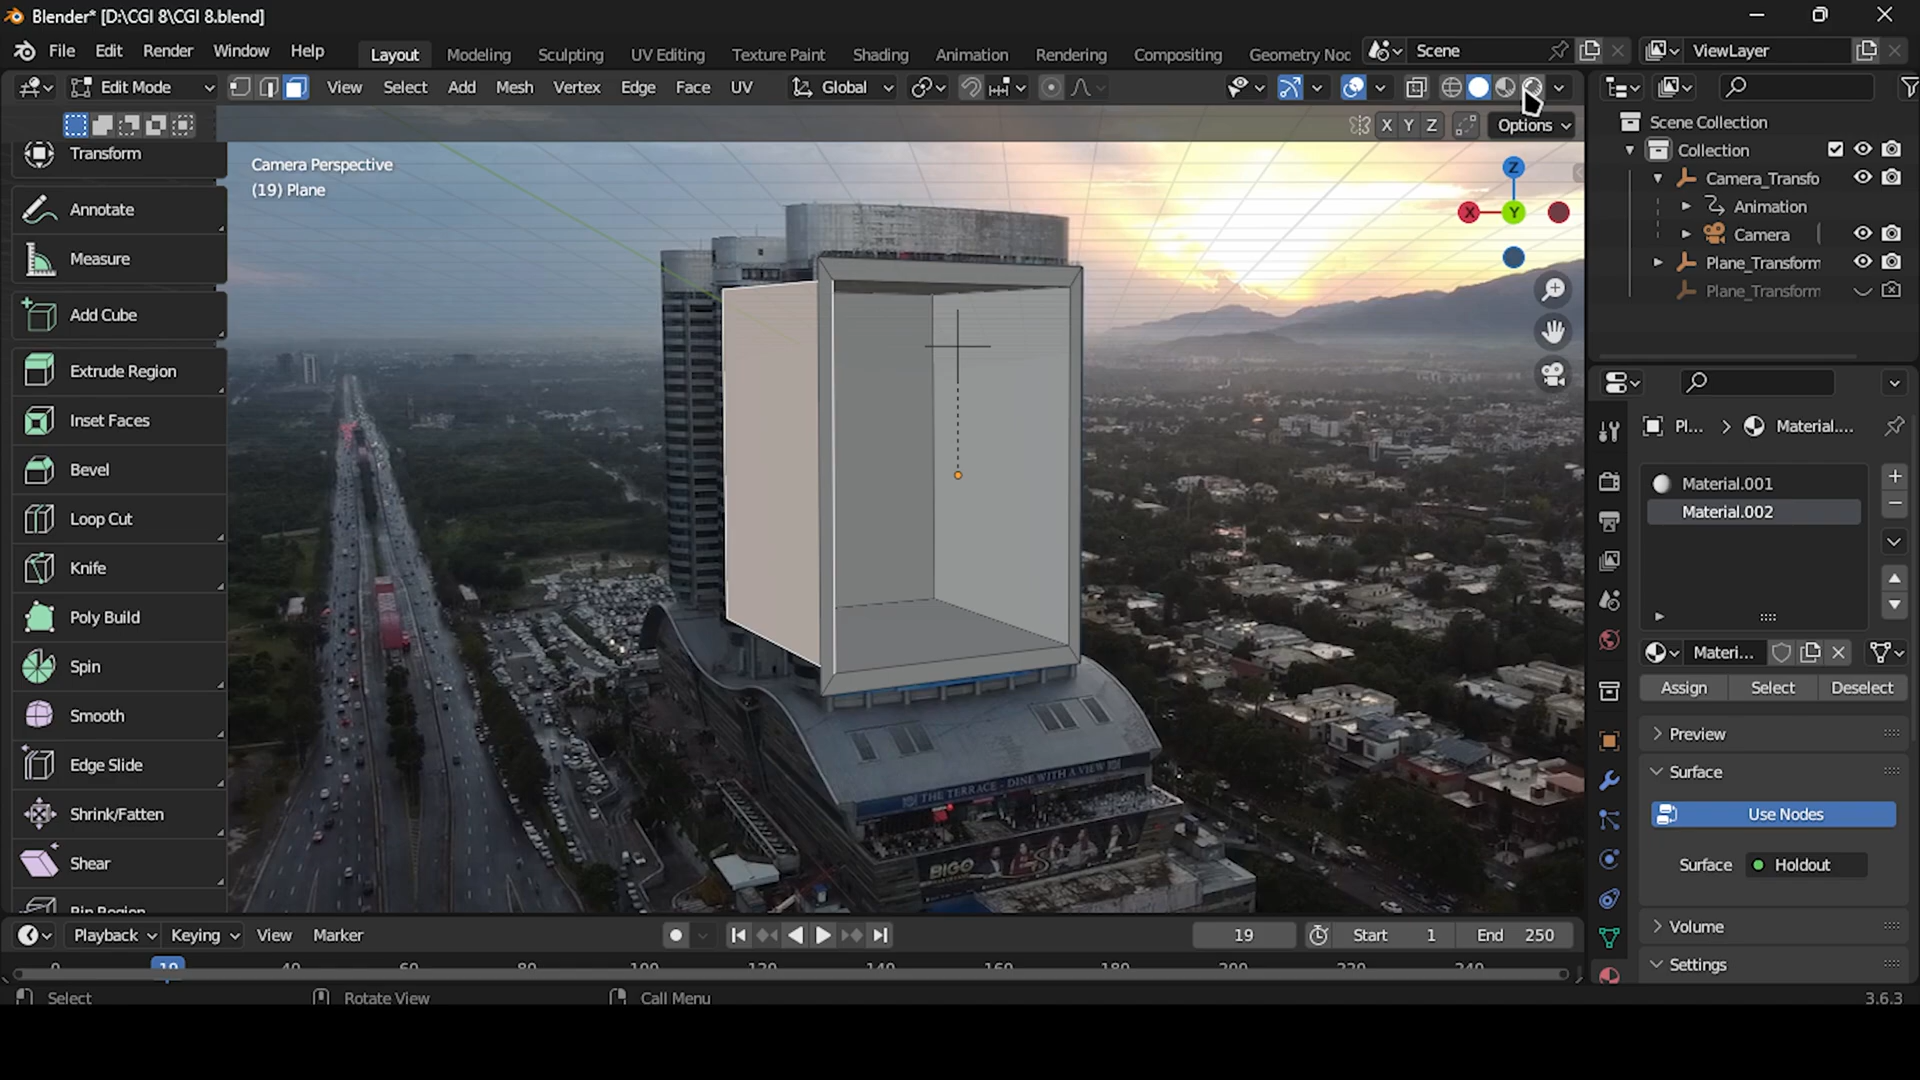 Blender* [D:\CGI 8\CGI 8.blend]
File Edit Render Window Help
Layout Modeling Sculpting UV Editing Texture Paint Shading Animation Rendering Compositing Geometry Noc
Scene
ViewLayer
Edit Mode
View Select Add Mesh Vertex Edge Face UV
Global
X Y Z
Options
Transform
Annotate
Measure
Add Cube
Extrude Region
Inset Faces
Bevel
Loop Cut
Knife
Poly Build
Spin
Smooth
Edge Slide
Shrink/Fatten
Shear
Rip Region
Camera Perspective
(19) Plane
Z
X
Y
THE TERRACE - DINE WITH A VIEW
BIGO
Scene Collection
Collection
Camera_Transfo
Animation
Camera
Plane_Transform
Plane_Transform
Pl... Material....
Material.001
Material.002
Materi...
Assign Select Deselect
Preview
Surface
Use Nodes
Surface Holdout
Volume
Settings
Playback Keying View Marker
19
Start 1
End 250
0 19 40 60 80 100 120 140 160 180 200 220 240
Select
Rotate View
Call Menu
3.6.3